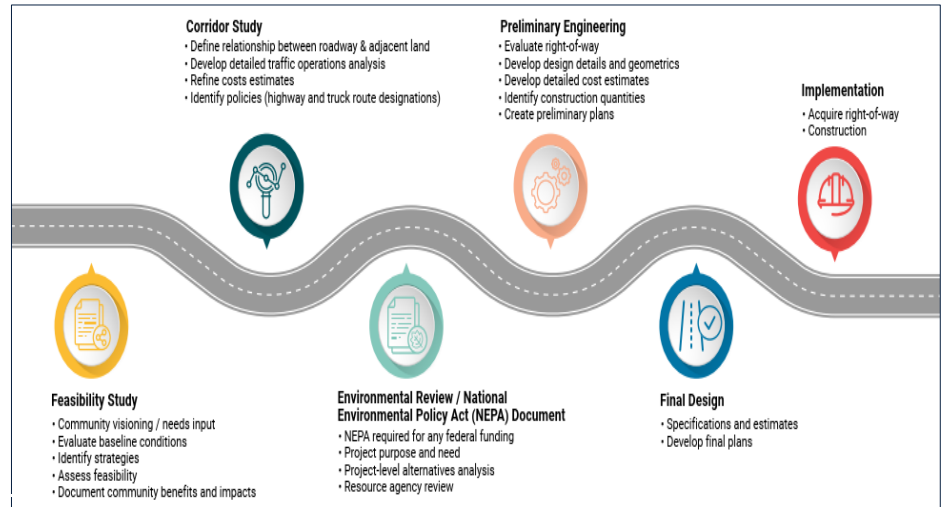 Corridor Study
• Define relationship between roadway & adjacent land
• Develop detailed traffic operations analysis
• Refine costs estimates
• Identify policies (highway and truck route designations)
Preliminary Engineering
• Evaluate right-of-way
• Develop design details and geometrics
• Develop detailed cost estimates
• Identify construction quantities
• Create preliminary plans
Implementation
• Acquire right-of-way
• Construction
Feasibility Study
• Community visioning / needs input
• Evaluate baseline conditions
• Identify strategies
• Assess feasibility
• Document community benefits and impacts
Environmental Review / National
Environmental Policy Act (NEPA) Document
• NEPA required for any federal funding
• Project purpose and need
• Project-level alternatives analysis
• Resource agency review
Final Design
• Specifications and estimates
• Develop final plans